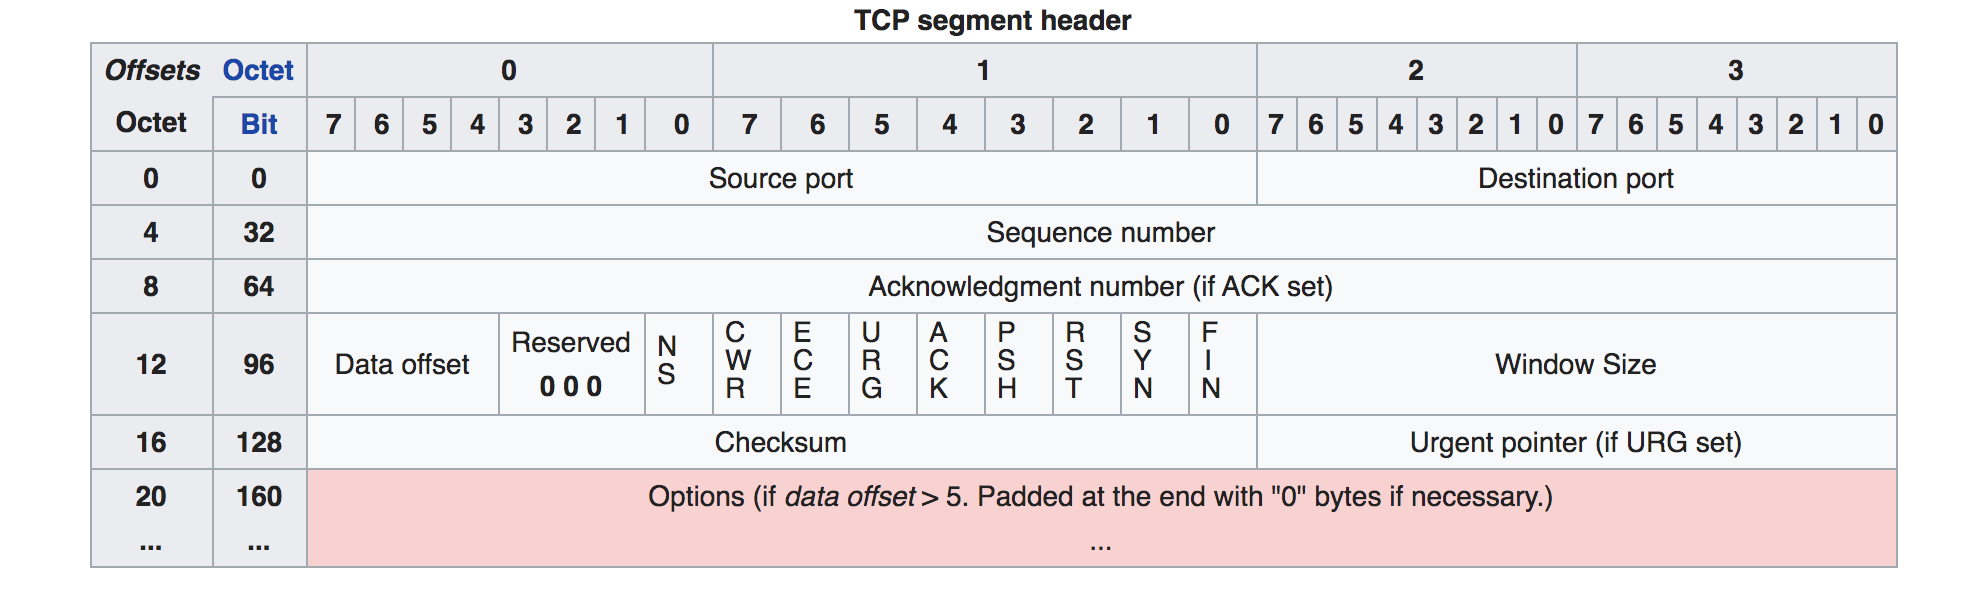 TCP segment header
Offsets Octet 0 1 2 3
Octet Bit 7 6 5 4 3 2 1 0 7 6 5 4 3 2 1 0 7 6 5 4 3 2 1 0 7 6 5 4 3 2 1 0
0 0 Source port Destination port
4 32 Sequence number
8 64 Acknowledgment number (if ACK set)
12 96 Data offset Reserved 0 0 0 NS CWR ECE URG ACK PSH RST SYN FIN Window Size
16 128 Checksum Urgent pointer (if URG set)
20 160 Options (if data offset > 5. Padded at the end with "0" bytes if necessary.)
... ... ...